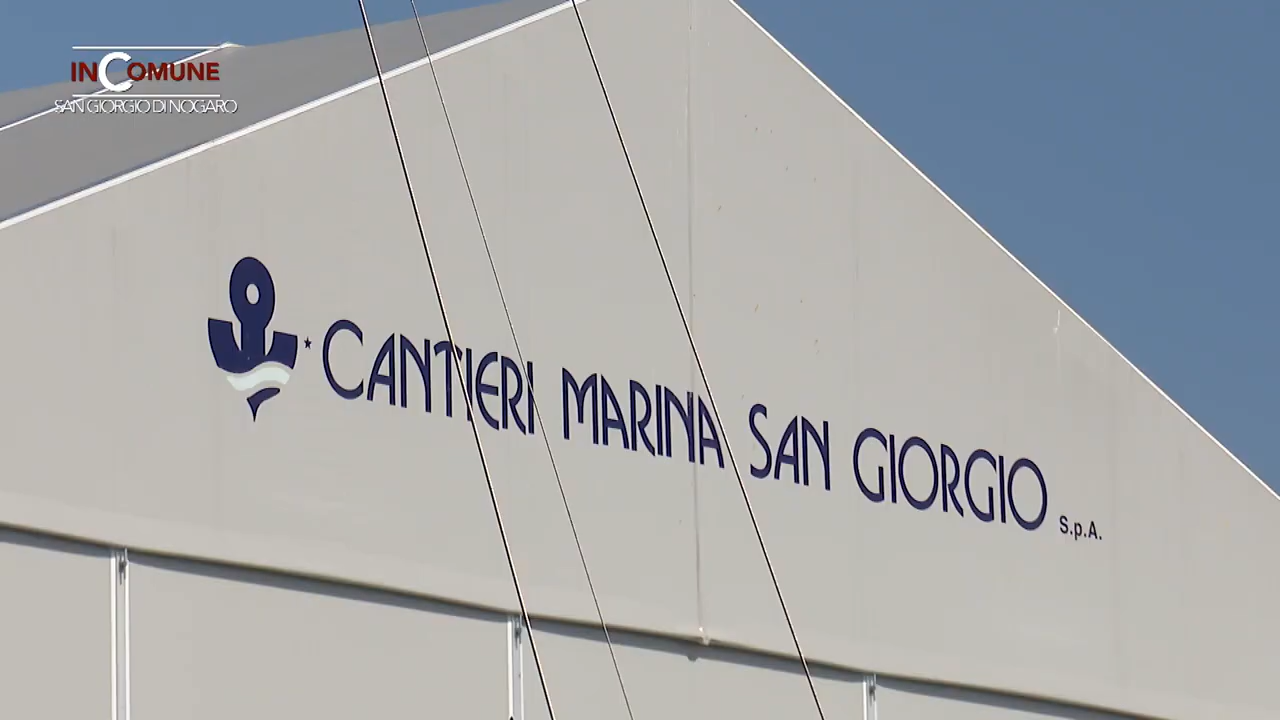 INCOMUNE
SAN GIORGIO DI NOGARO
CANTIERI MARINA SAN GIORGIO S.p.A.